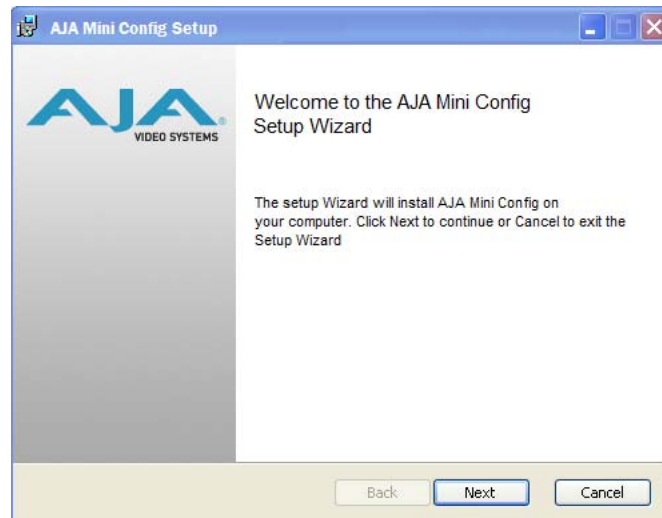 AJA Mini Config Setup
AJA
VIDEO SYSTEMS
Welcome to the AJA Mini Config
Setup Wizard
The setup Wizard will install AJA Mini Config on
your computer. Click Next to continue or Cancel to exit the
Setup Wizard
Back
Next
Cancel